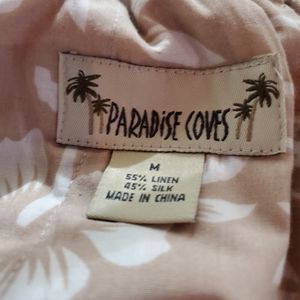 PARADISE COVES
M
55% LINEN
45% SILK
MADE IN CHINA